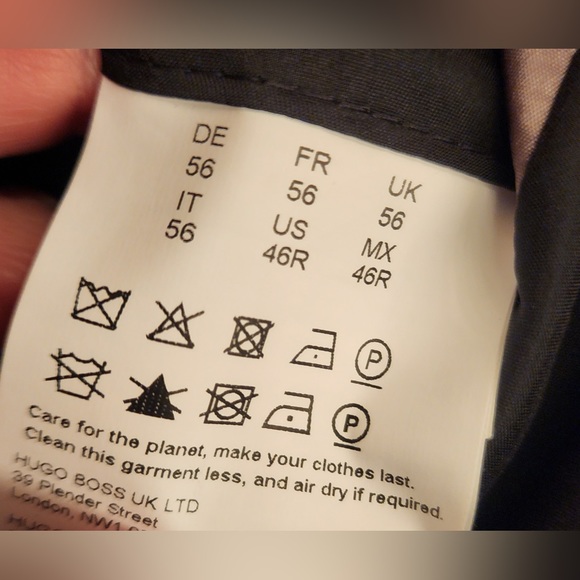 DE FR UK
56 56 56
IT US MX
56 46R 46R
P
P
Care for the planet, make your clothes last.
Clean this garment less, and air dry if required.
HUGO BOSS UK LTD
39 Plender Street
London, NW1